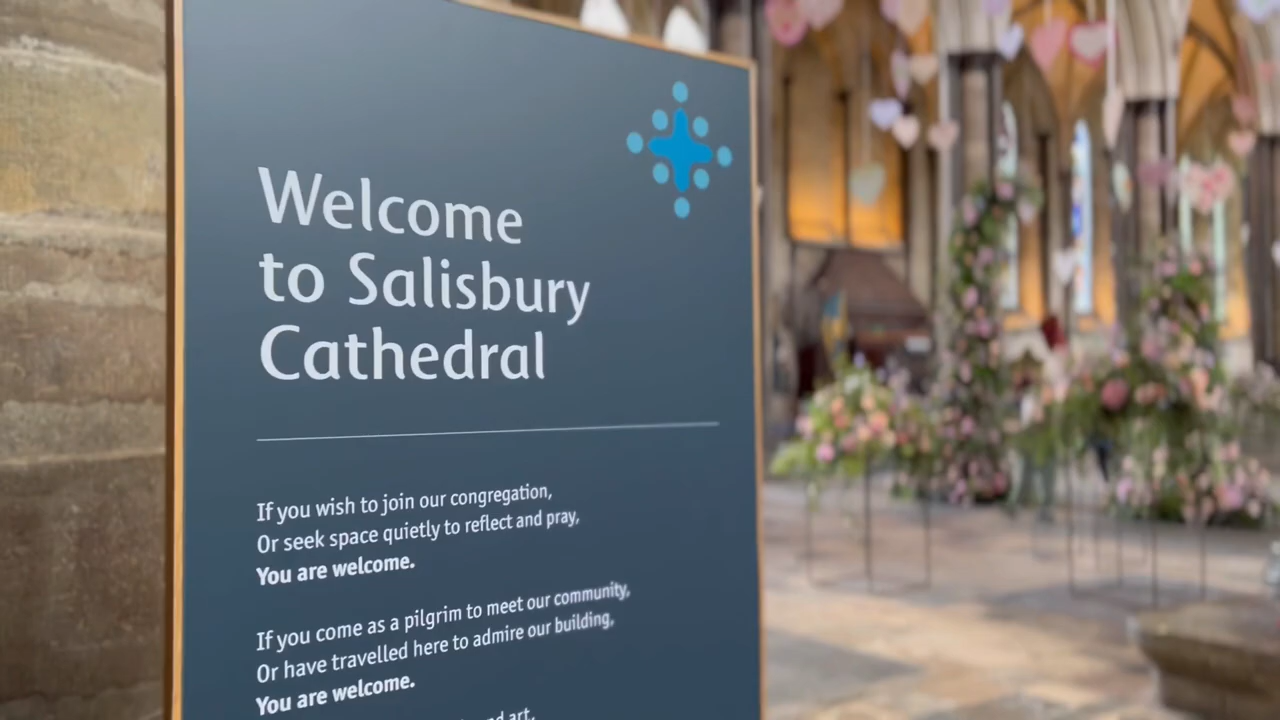 Welcome
to Salisbury
Cathedral
If you wish to join our congregation,
Or seek space quietly to reflect and pray,
You are welcome.
If you come as a pilgrim to meet our community,
Or have travelled here to admire our building,
You are welcome.
art,